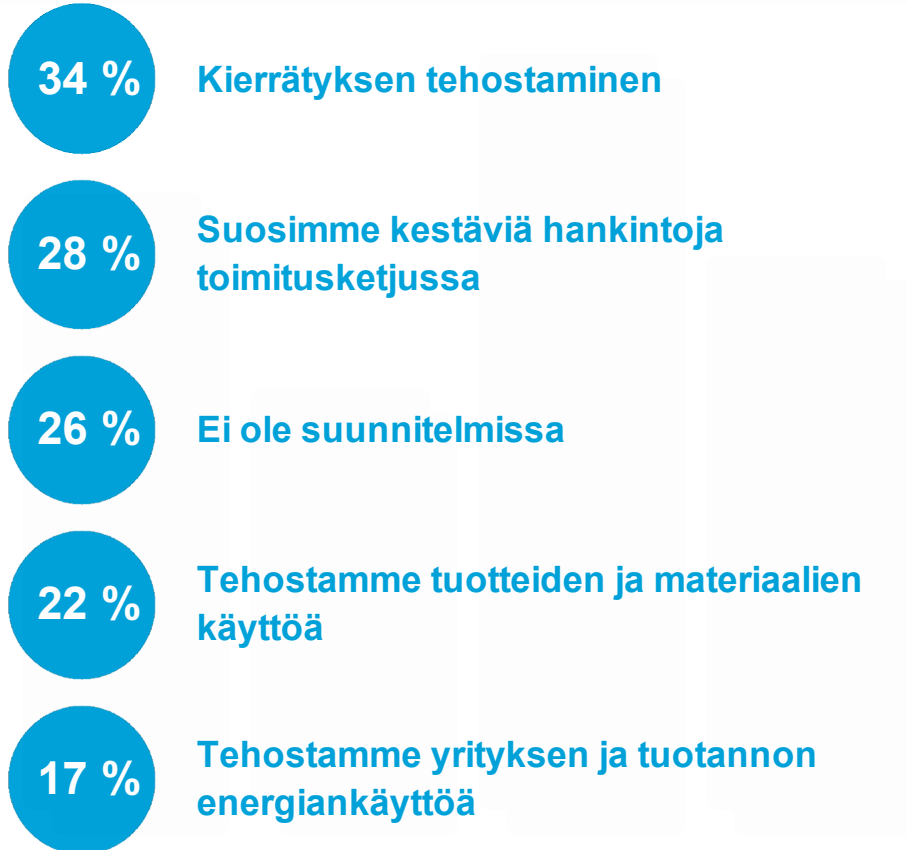 34 %
Kierrätyksen tehostaminen
28 %
Suosimme kestäviä hankintoja
toimitusketjussa
26 %
Ei ole suunnitelmissa
22 %
Tehostamme tuotteiden ja materiaalien
käyttöä
17 %
Tehostamme yrityksen ja tuotannon
energiankäyttöä